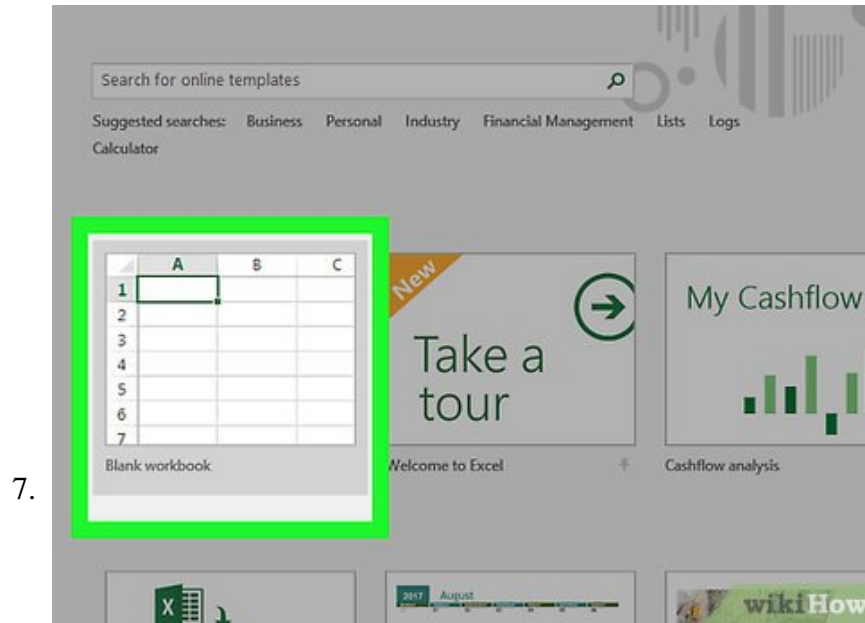 Search for online templates
Suggested searches: Business Personal Industry Financial Management Lists Logs
Calculator
A B C
1
2
3
4
5
6
7
New
Take a
tour
My Cashflow
Blank workbook
Welcome to Excel
Cashflow analysis
7.
X
2017 August
wikiHow